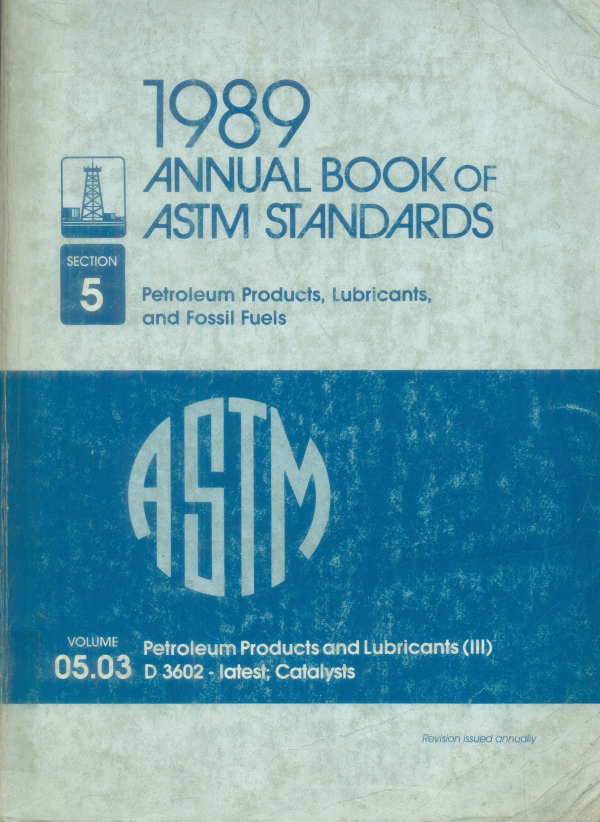 1989
ANNUAL BOOK OF
ASTM STANDARDS
SECTION
5
Petroleum Products, Lubricants,
and Fossil Fuels
ASTM
VOLUME
05.03
Petroleum Products and Lubricants (III)
D 3602 - latest; Catalysts
Revision issued annually